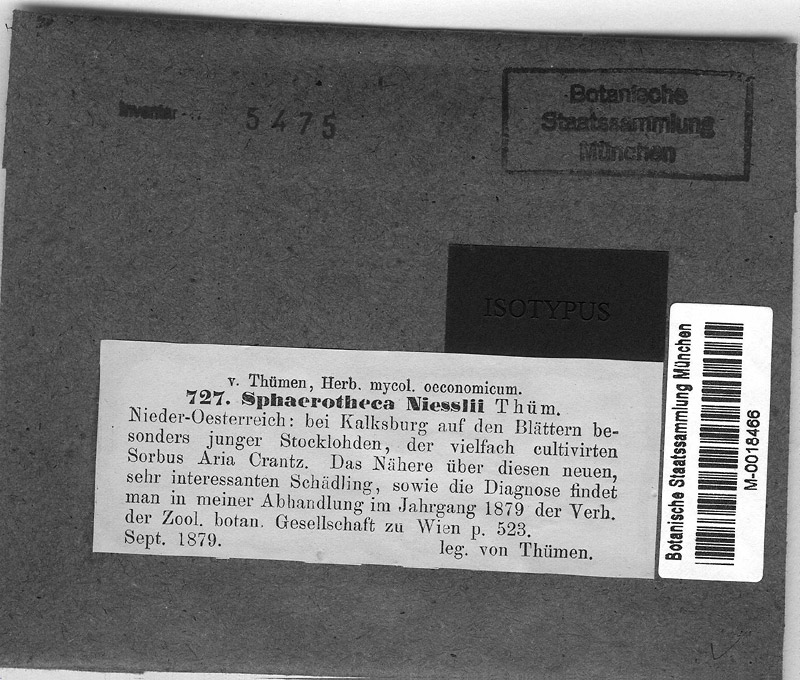 Inventar 5475
Botanische
Staatssammlung
München
ISOTYPUS
v. Thümen, Herb. mycol. oeconomicum.
727. Sphaerotheca Niesslii Thüm.
Nieder-Oesterreich: bei Kalksburg auf den Blättern be-
sonders junger Stocklohden, der vielfach cultivirten
Sorbus Aria Crantz. Das Nähere über diesen neuen,
sehr interessanten Schädling, sowie die Diagnose findet
man in meiner Abhandlung im Jahrgang 1879 der Verh.
der Zool. botan. Gesellschaft zu Wien p. 523.
Sept. 1879. leg. von Thümen.
Botanische Staatssammlung München
M-0018466